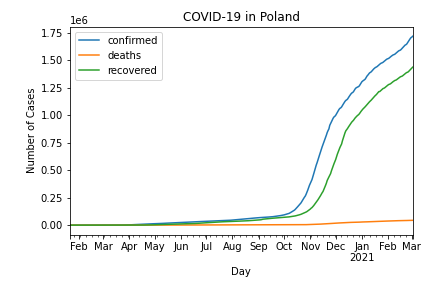 COVID-19 in Poland
1e6
confirmed
deaths
recovered
1.75
1.50
1.25
1.00
0.75
0.50
0.25
0.00
Number of Cases
Feb Mar Apr May Jun Jul Aug Sep Oct Nov Dec Jan Feb Mar
2021
Day